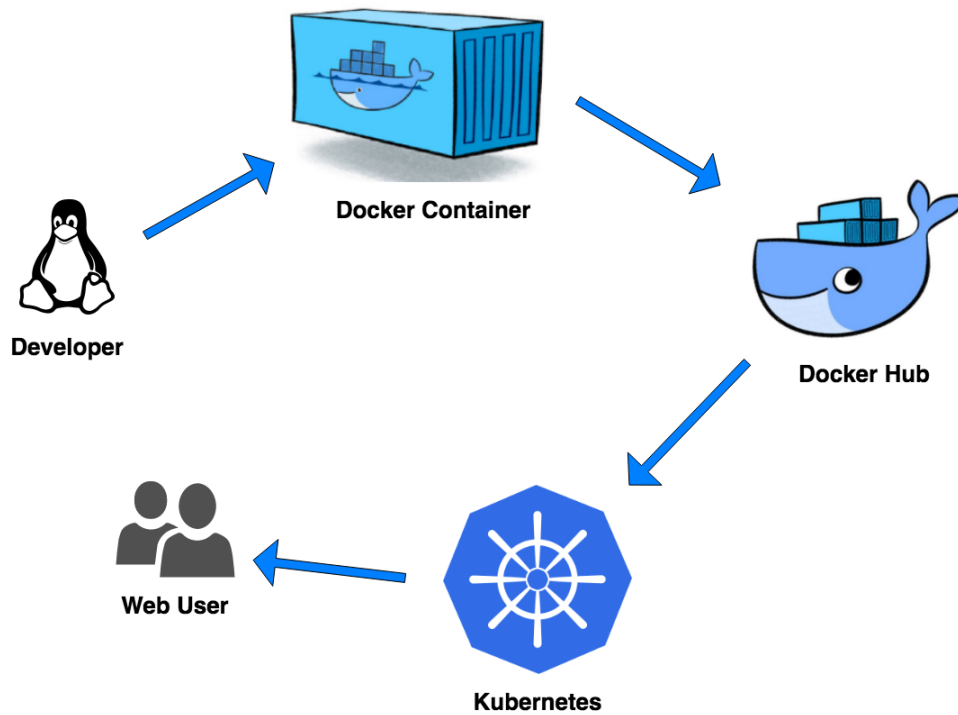 Docker Container
Developer
Docker Hub
Web User
Kubernetes